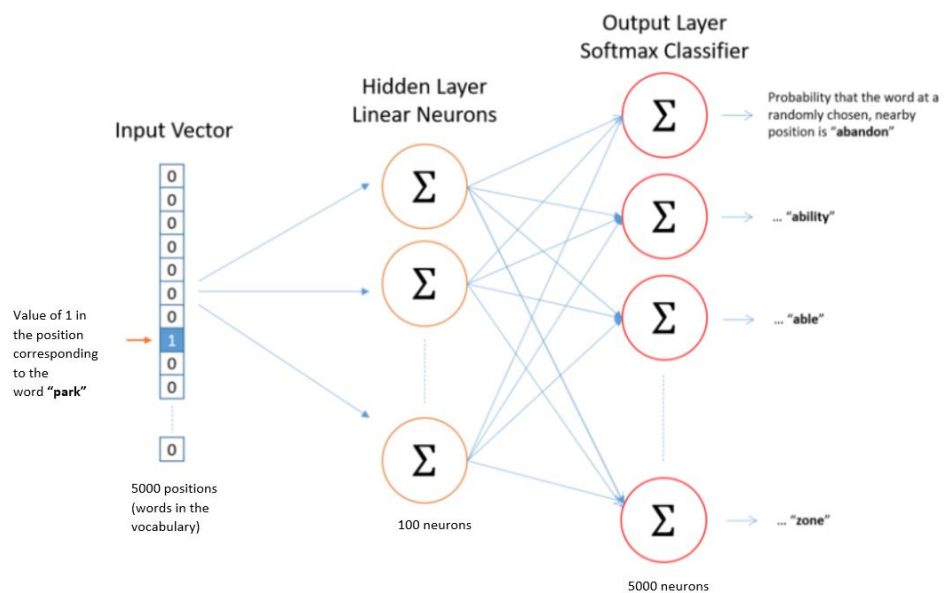 Output Layer
Softmax Classifier
Hidden Layer
Linear Neurons
Input Vector
0
0
0
0
0
0
0
1
0
0
0
Value of 1 in
the position
corresponding
to the
word “park”
5000 positions
(words in the
vocabulary)
Σ
Σ
Σ
100 neurons
Σ
Σ
Σ
Σ
5000 neurons
Probability that the word at a
randomly chosen, nearby
position is “abandon”
... “ability”
... “able”
... “zone”